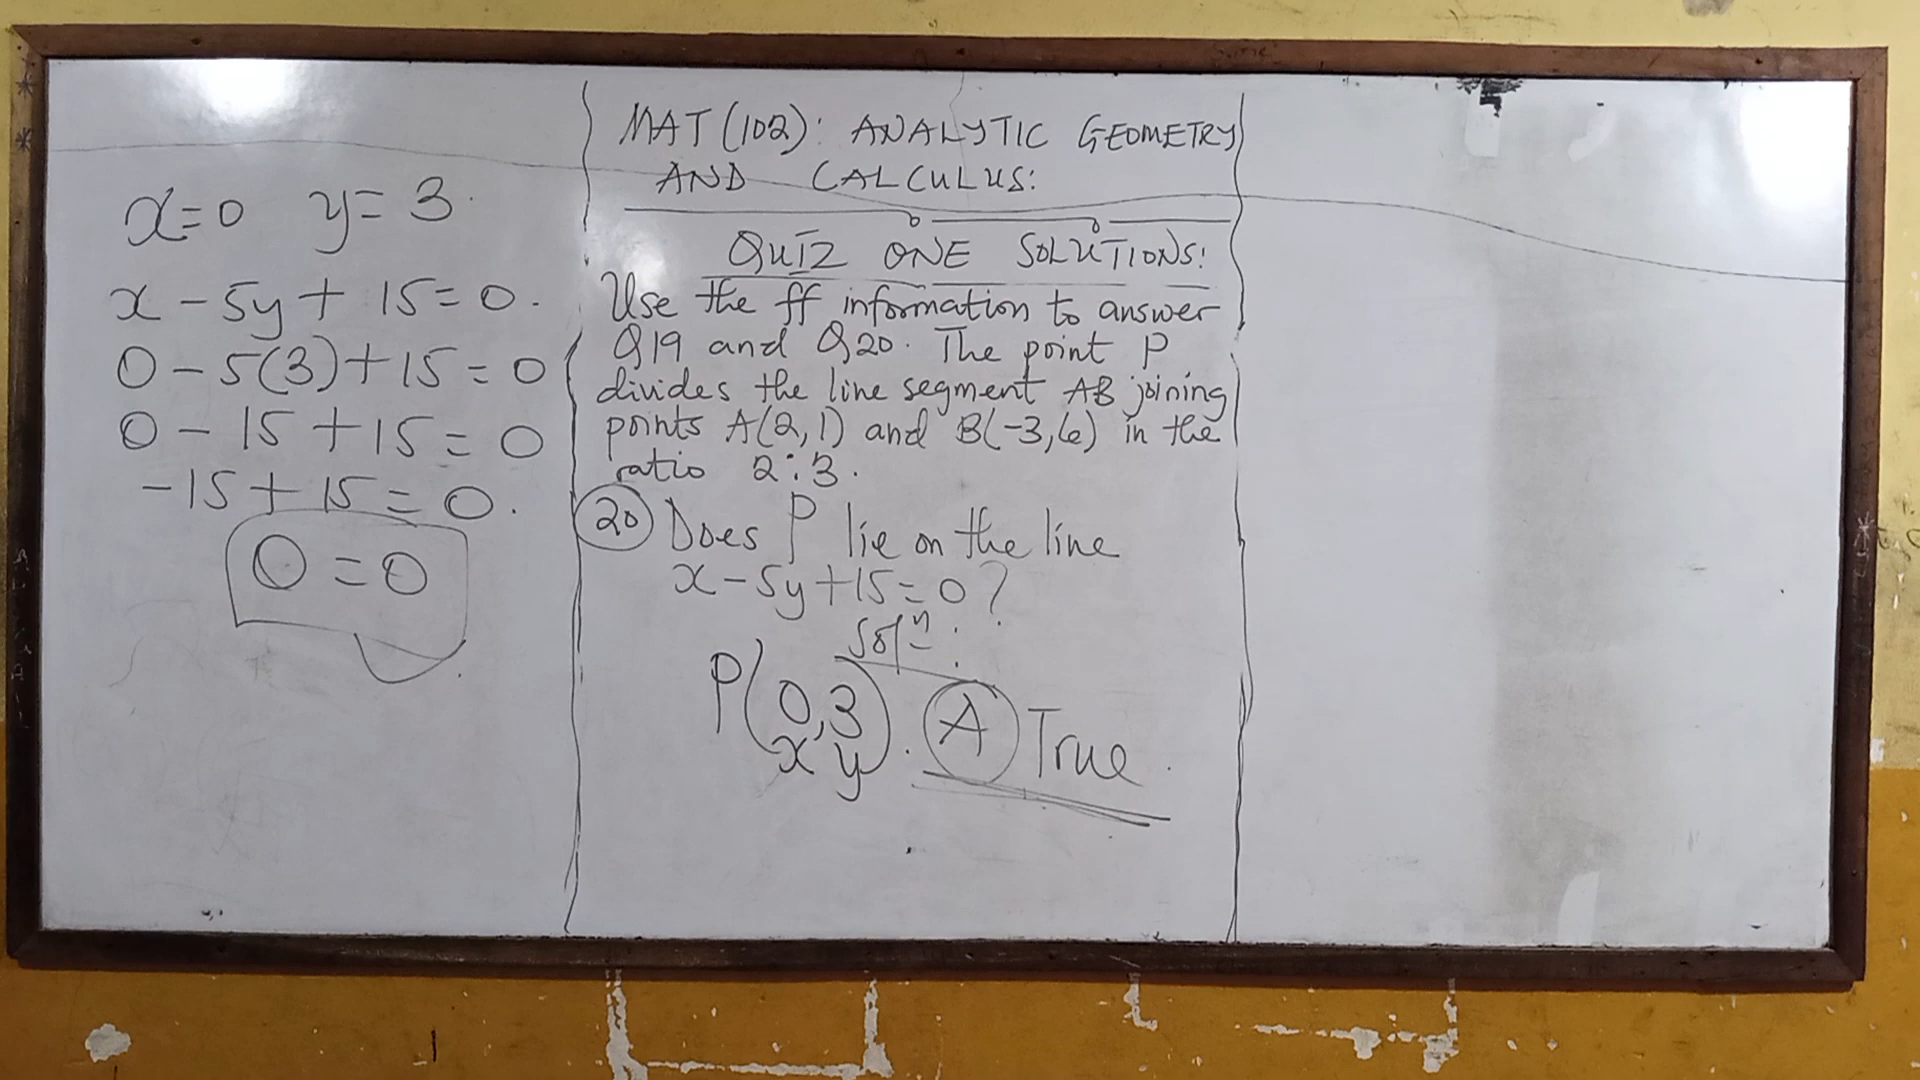 x=0 y=3.
x-5y+15=0.
0-5(3)+15=0
0-15+15=0
-15+15=0.
0=0
MAT(102): ANALYTIC GEOMETRY
AND CALCULUS:
QUIZ ONE SOLUTIONS!
Use the ff information to answer
Q19 and Q20. The point P
divides the line segment AB joining
points A(2,1) and B(-3,6) in the
ratio 2:3.
20 Does P lie on the line
x-5y+15=0?
Solⁿ:
P(0,3). A True.
x y